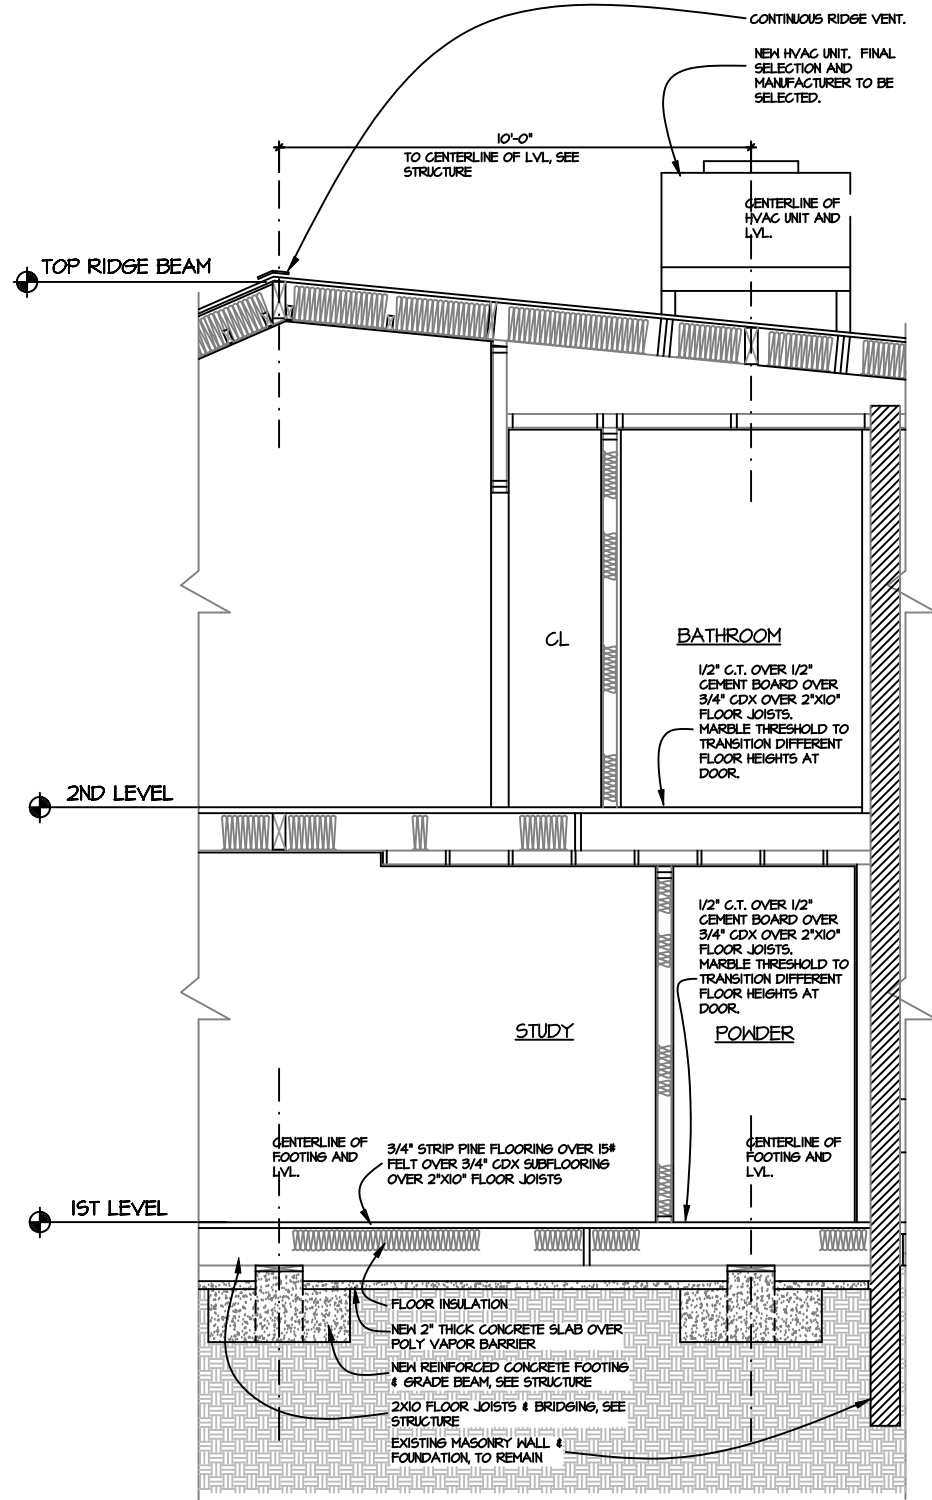 CONTINUOUS RIDGE VENT.
NEW HVAC UNIT. FINAL
SELECTION AND
MANUFACTURER TO BE
SELECTED.
10'-0"
TO CENTERLINE OF LVL, SEE
STRUCTURE
CENTERLINE OF
HVAC UNIT AND
LVL.
TOP RIDGE BEAM
CL
BATHROOM
1/2" C.T. OVER 1/2"
CEMENT BOARD OVER
3/4" CDX OVER 2"X10"
FLOOR JOISTS.
MARBLE THRESHOLD TO
TRANSITION DIFFERENT
FLOOR HEIGHTS AT
DOOR.
2ND LEVEL
1/2" C.T. OVER 1/2"
CEMENT BOARD OVER
3/4" CDX OVER 2"X10"
FLOOR JOISTS.
MARBLE THRESHOLD TO
TRANSITION DIFFERENT
FLOOR HEIGHTS AT
DOOR.
STUDY
POWDER
CENTERLINE OF
FOOTING AND
LVL.
3/4" STRIP PINE FLOORING OVER 15#
FELT OVER 3/4" CDX SUBFLOORING
OVER 2"X10" FLOOR JOISTS
CENTERLINE OF
FOOTING AND
LVL.
1ST LEVEL
FLOOR INSULATION
NEW 2" THICK CONCRETE SLAB OVER
POLY VAPOR BARRIER
NEW REINFORCED CONCRETE FOOTING
& GRADE BEAM, SEE STRUCTURE
2X10 FLOOR JOISTS & BRIDGING, SEE
STRUCTURE
EXISTING MASONRY WALL &
FOUNDATION, TO REMAIN